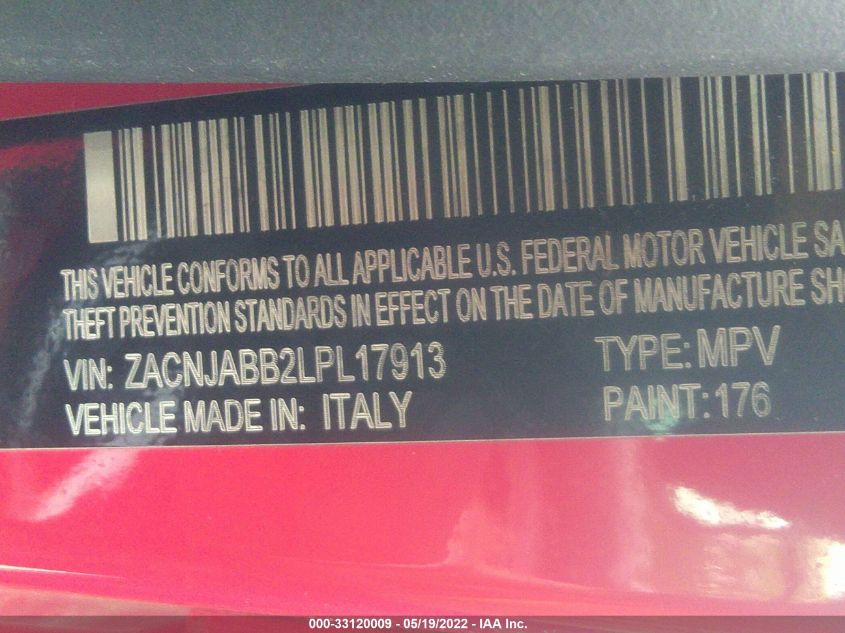 THIS VEHICLE CONFORMS TO ALL APPLICABLE U.S. FEDERAL MOTOR VEHICLE SA
THEFT PREVENTION STANDARDS IN EFFECT ON THE DATE OF MANUFACTURE SH
VIN: ZACNJABB2LPL17913 TYPE: MPV
VEHICLE MADE IN: ITALY PAINT: 176
000-33120009 - 05/19/2022 - IAA Inc.